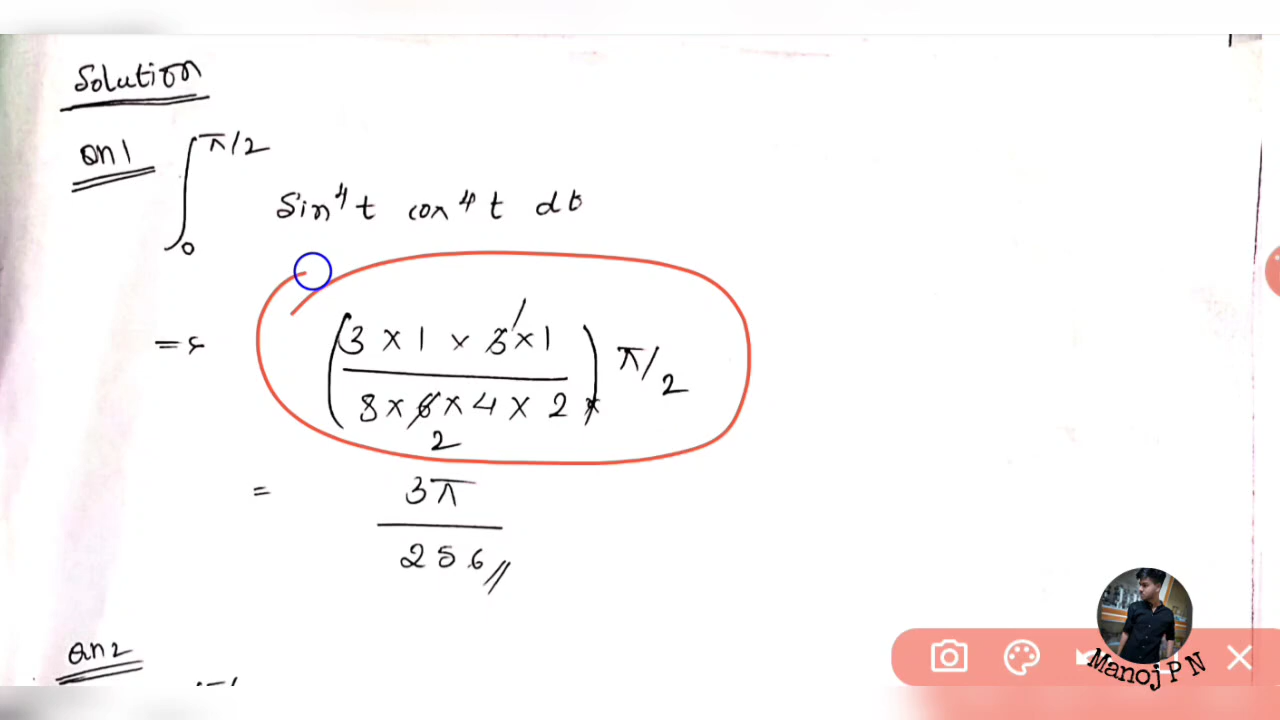 Solution
Qn1 ∫₀^π/2 Sin⁴t cos⁴t dt
= (3 × 1 × 3 × 1 / 8 × 6 × 4 × 2) π/2
2
= 3π / 256 //
Qn2
Manoj P N